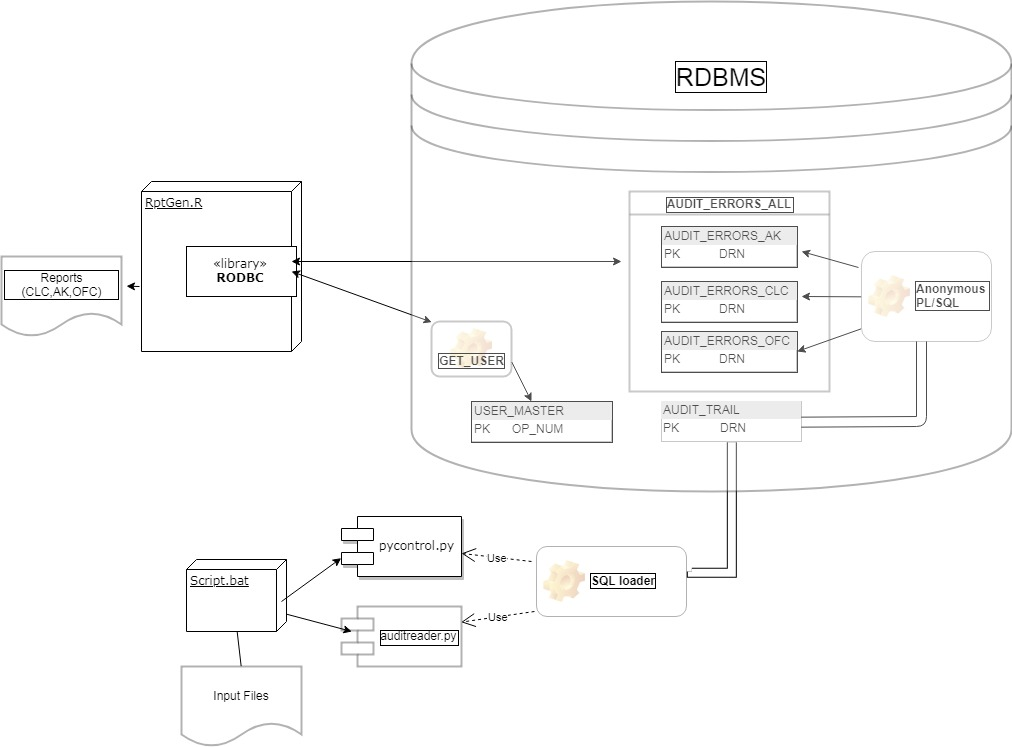 RDBMS
RptGen.R
AUDIT_ERRORS_ALL
AUDIT_ERRORS_AK
PK DRN
«library»
RODBC
Reports
(CLC,AK,OFC)
AUDIT_ERRORS_CLC
PK DRN
Anonymous
PL/SQL
AUDIT_ERRORS_OFC
PK DRN
GET_USER
USER_MASTER
PK OP_NUM
AUDIT_TRAIL
PK DRN
pycontrol.py
Use
Script.bat
SQL loader
Use
auditreader.py
Input Files